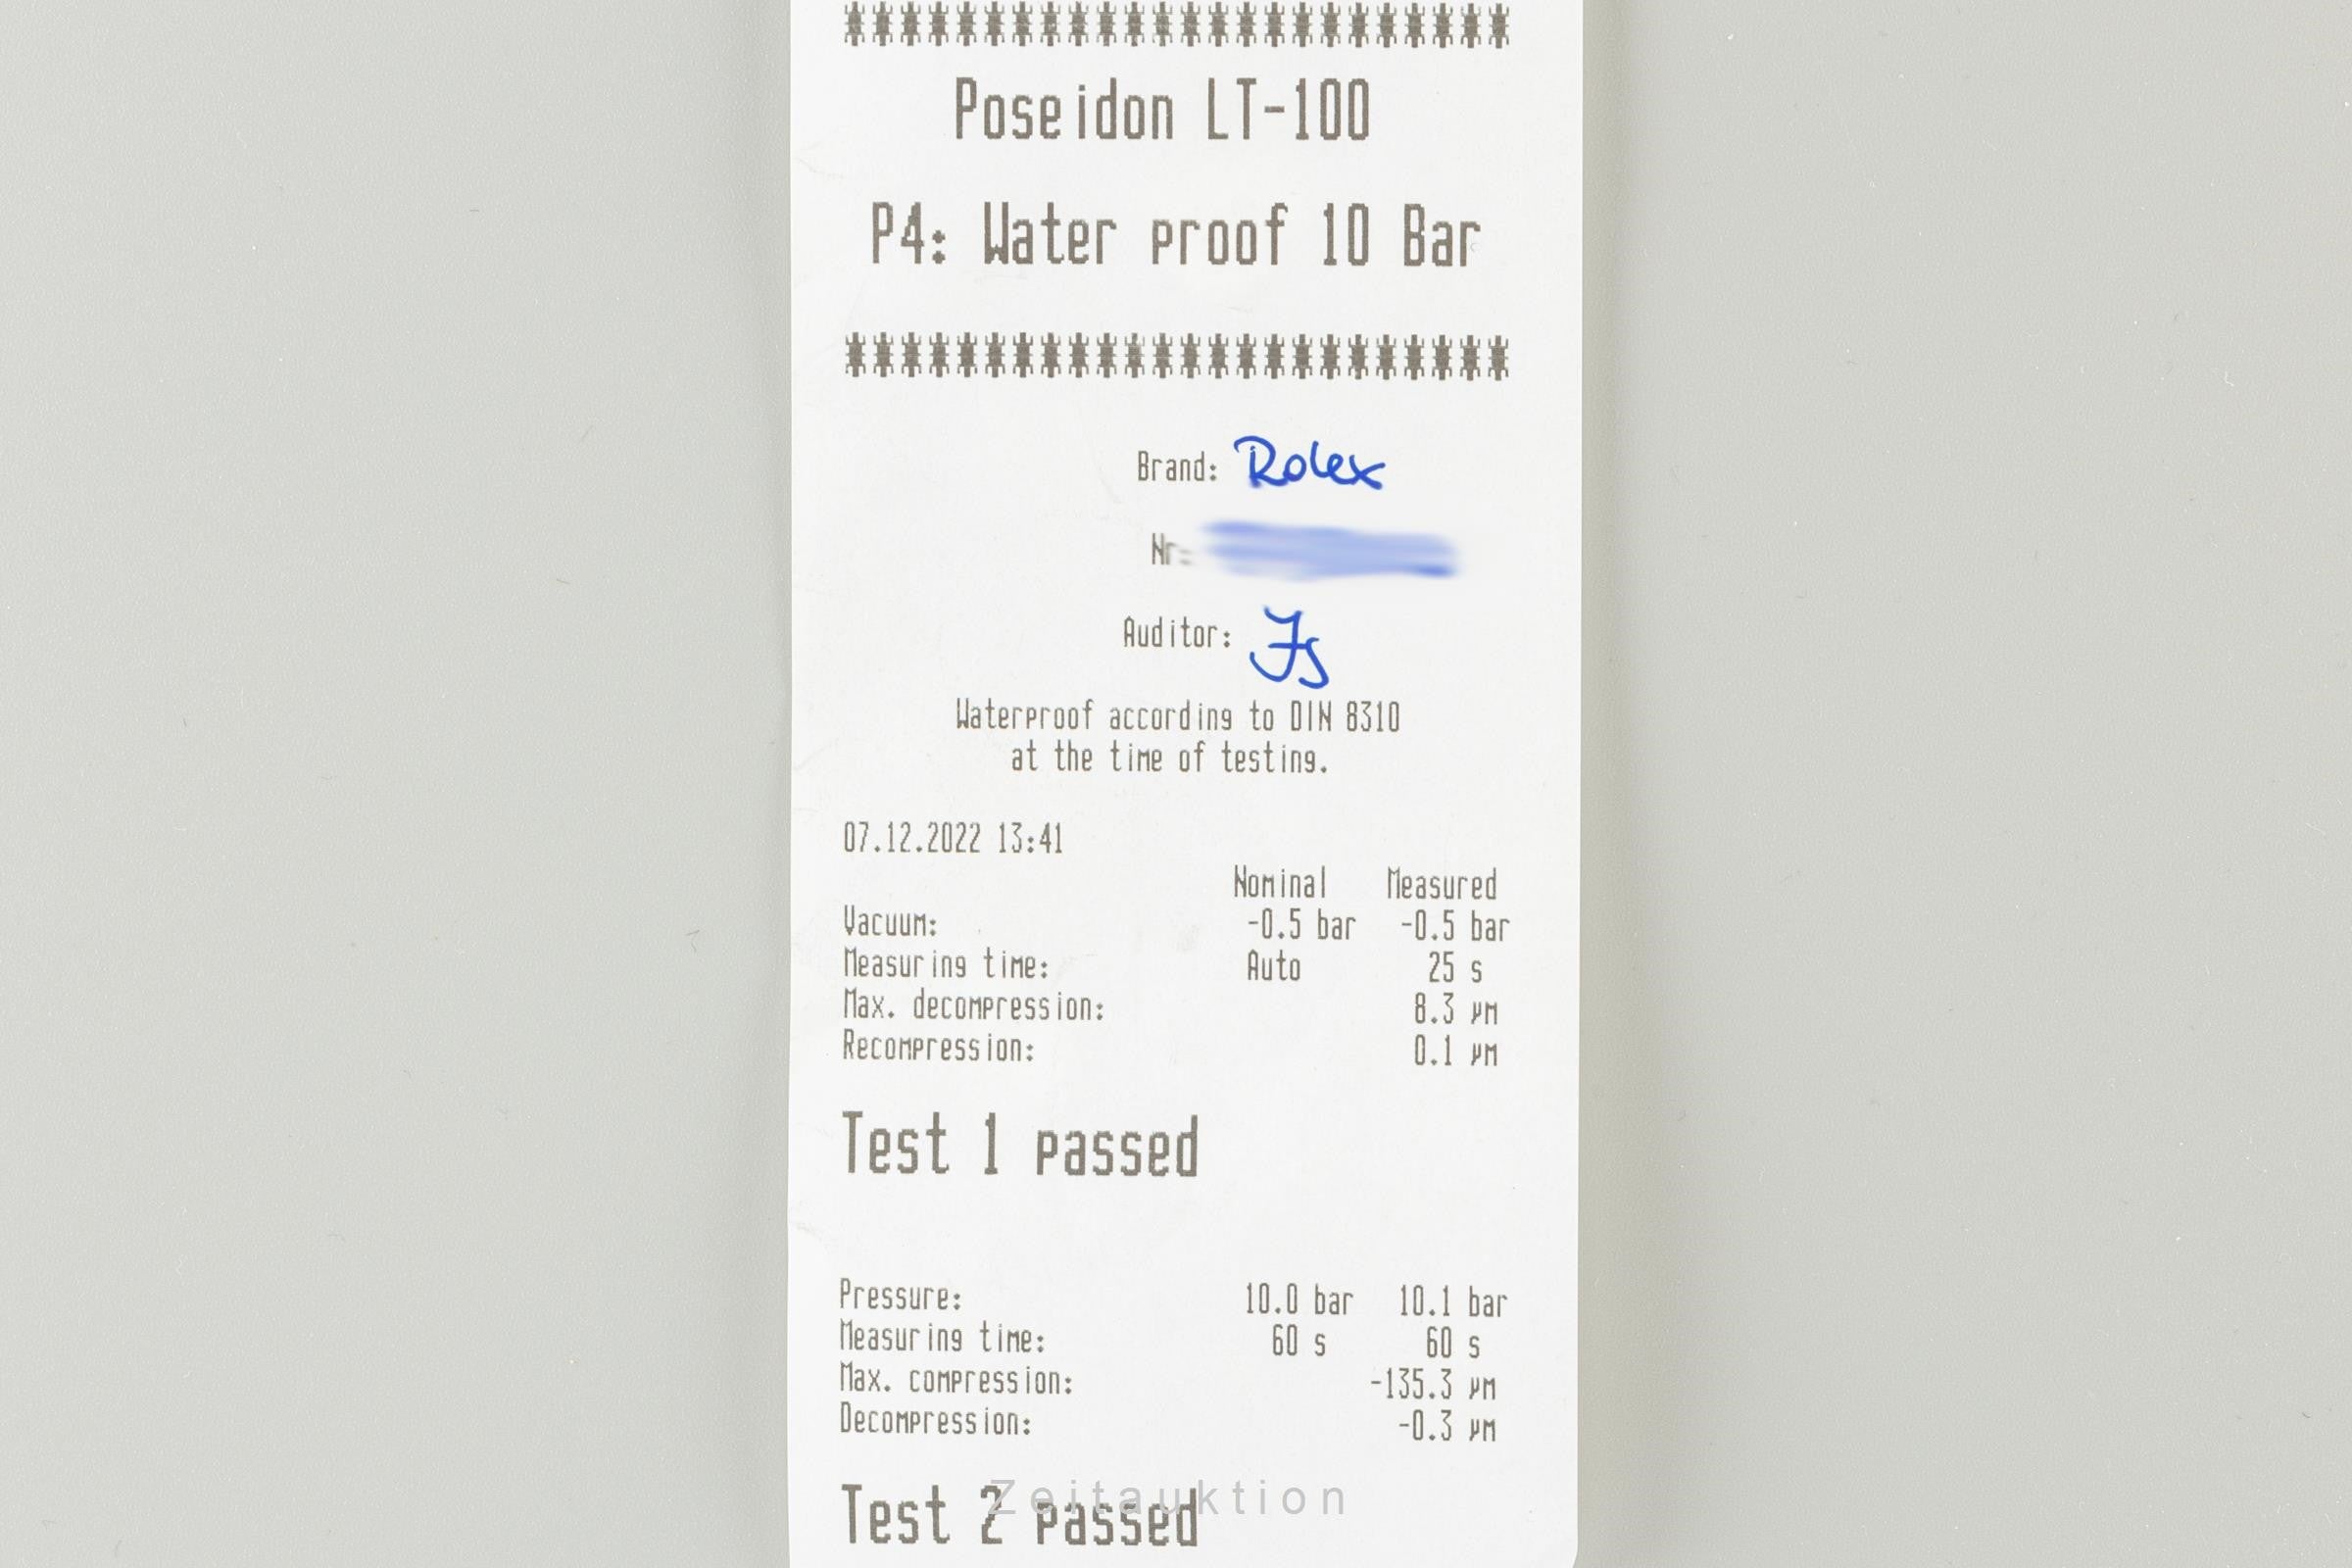 ************************
Poseidon LT-100
P4: Water proof 10 Bar
************************
Brand: Rolex
Nr:
Auditor:
Waterproof according to DIN 8310
at the time of testing.
07.12.2022 13:41
Nominal Measured
Vacuum: -0.5 bar -0.5 bar
Measuring time: Auto 25 s
Max. decompression: 8.3 µm
Recompression: 0.1 µm
Test 1 passed
Pressure: 10.0 bar 10.1 bar
Measuring time: 60 s 60 s
Max. compression: -135.3 µm
Decompression: -0.3 µm
Test 2 passed
Zeitauktion